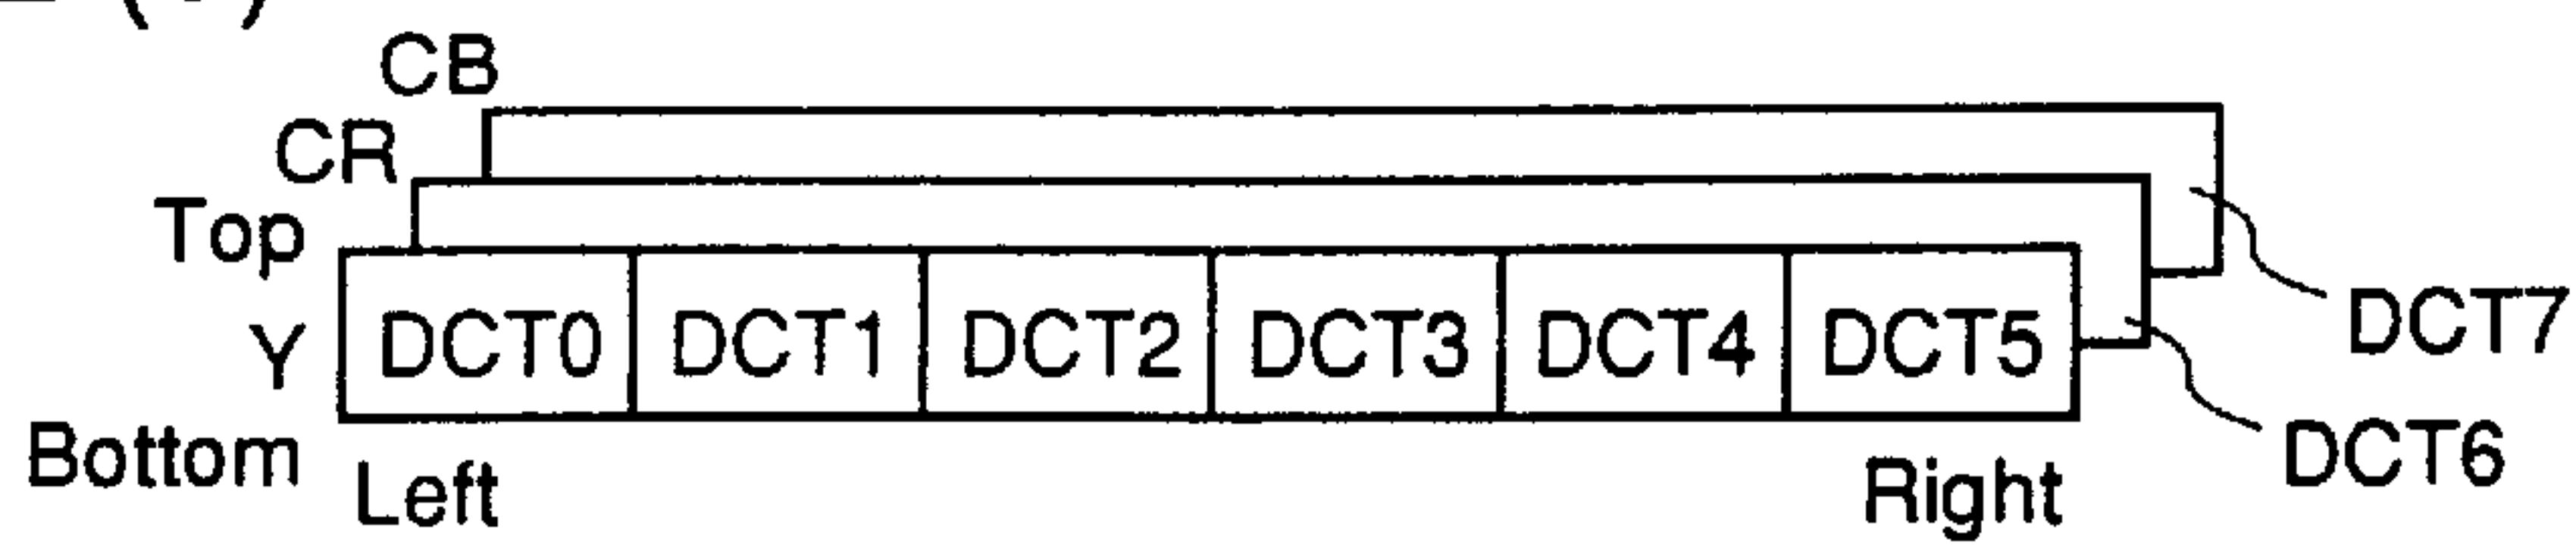 CB
CR
Top
Y
DCT0 DCT1 DCT2 DCT3 DCT4 DCT5
DCT7
DCT6
Bottom
Left
Right